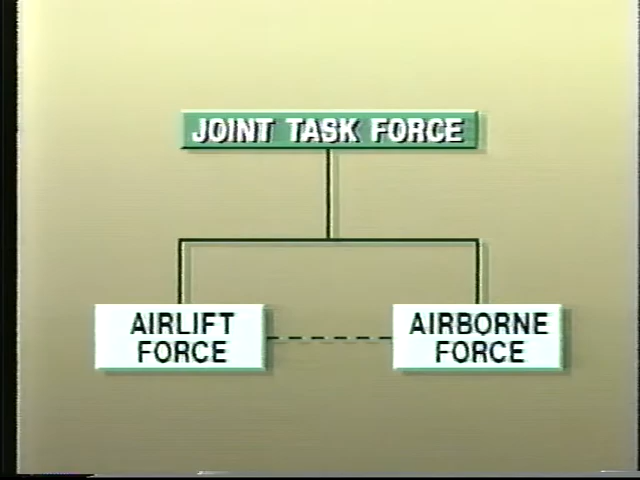 JOINT TASK FORCE
AIRLIFT
FORCE
AIRBORNE
FORCE